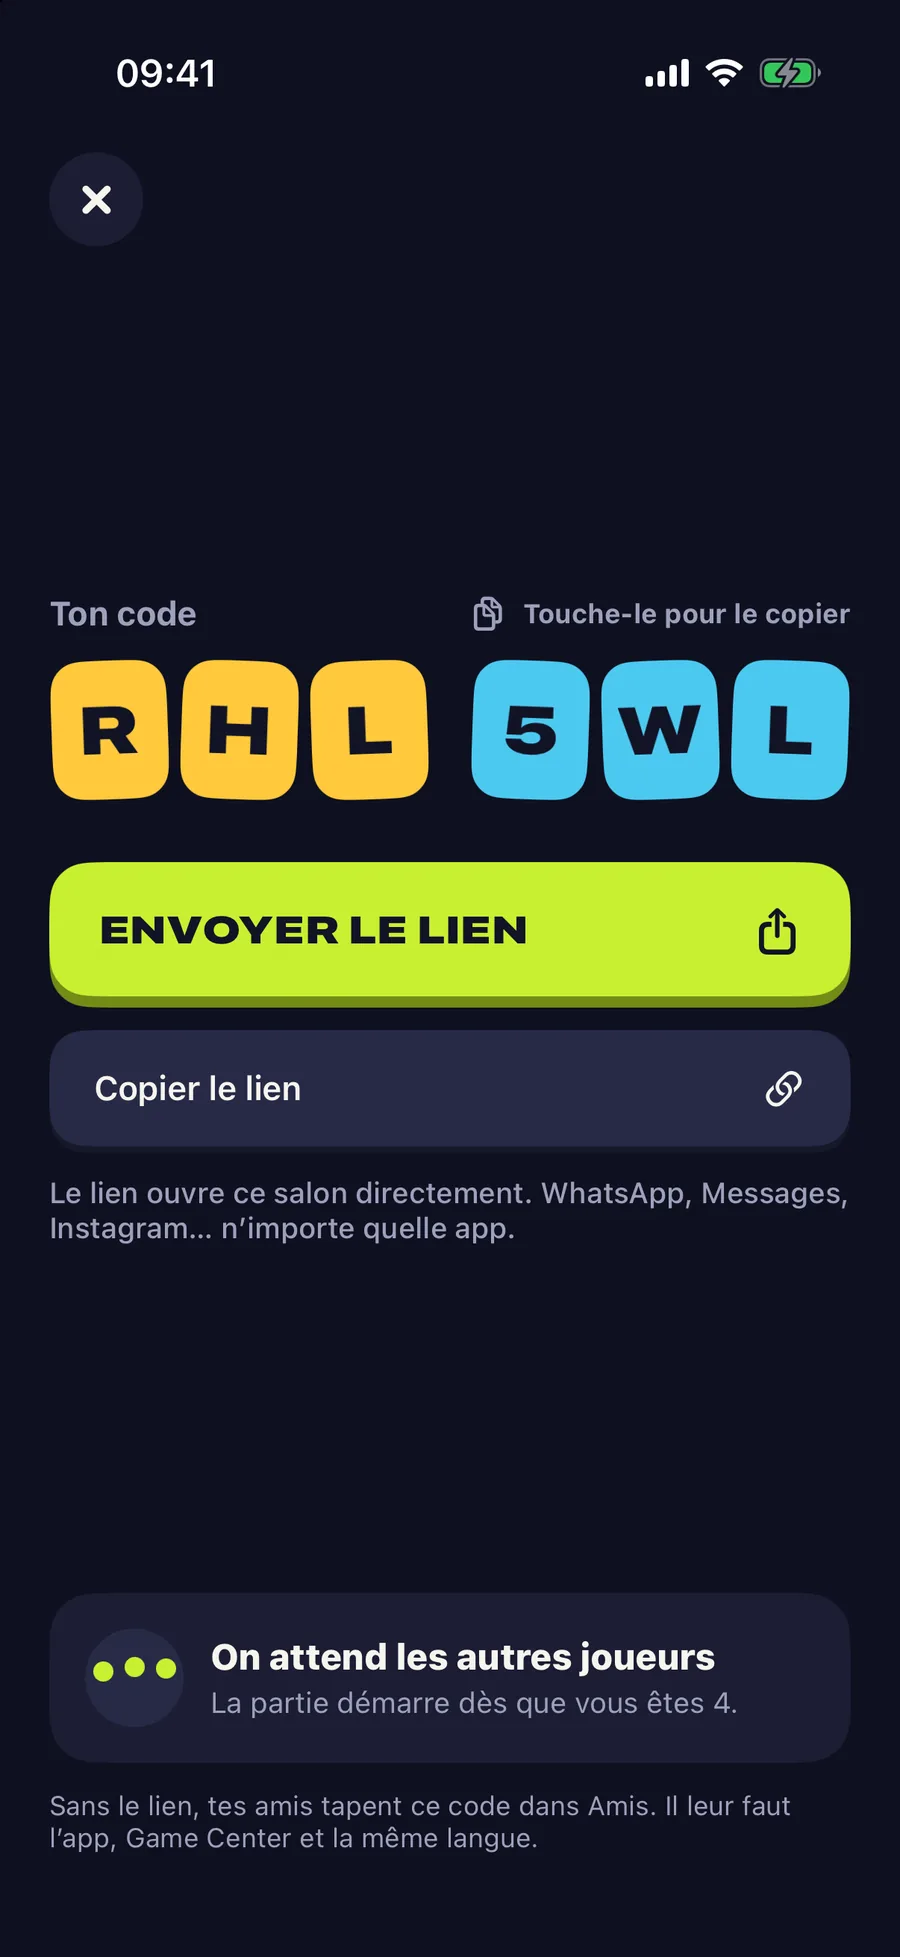 09:41
Ton code
Touche-le pour le copier
RHL 5WL
ENVOYER LE LIEN
Copier le lien
Le lien ouvre ce salon directement. WhatsApp, Messages,
Instagram… n’importe quelle app.
On attend les autres joueurs
La partie démarre dès que vous êtes 4.
Sans le lien, tes amis tapent ce code dans Amis. Il leur faut
l’app, Game Center et la même langue.